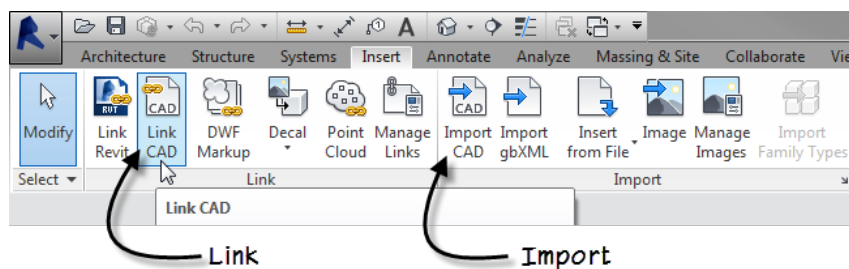 A
Architecture Structure Systems Insert Annotate Analyze Massing & Site Collaborate Vie
RVT CAD CAD
Modify Link Revit Link CAD DWF Markup Decal Point Cloud Manage Links Import CAD Import gbXML Insert from File Image Manage Images Import Family Types
Select Link Import
Link CAD
Link Import